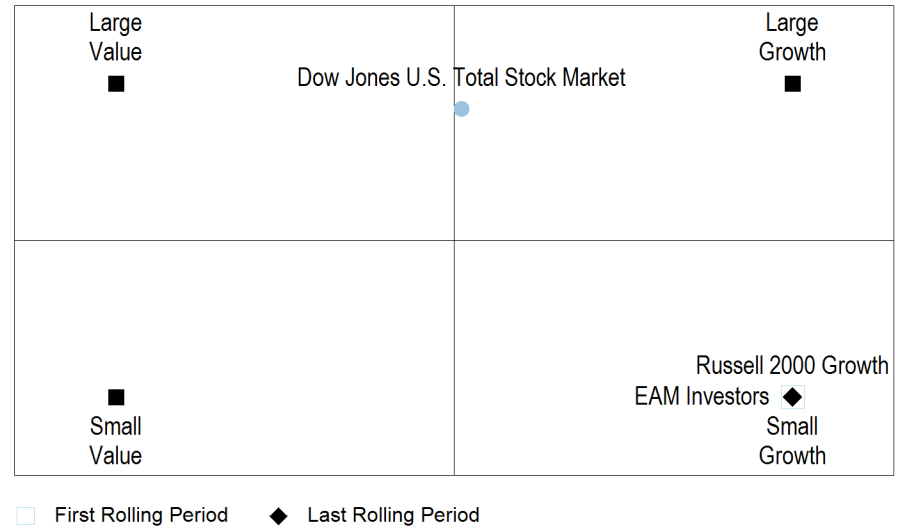 Large
Value
Large
Growth
Dow Jones U.S. Total Stock Market
Russell 2000 Growth
EAM Investors
Small
Value
Small
Growth
First Rolling Period
Last Rolling Period